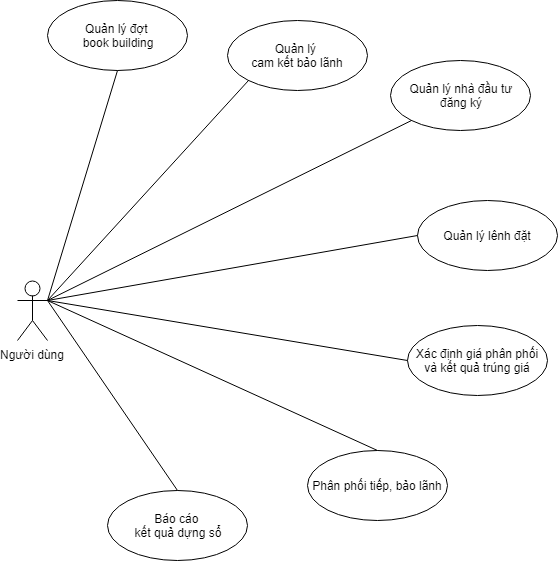 Quản lý đợt
book building
Quản lý
cam kết bảo lãnh
Quản lý nhà đầu tư
đăng ký
Quản lý lênh đặt
Người dùng
Xác định giá phân phối
và kết quả trúng giá
Phân phối tiếp, bảo lãnh
Báo cáo
kết quả dựng sổ